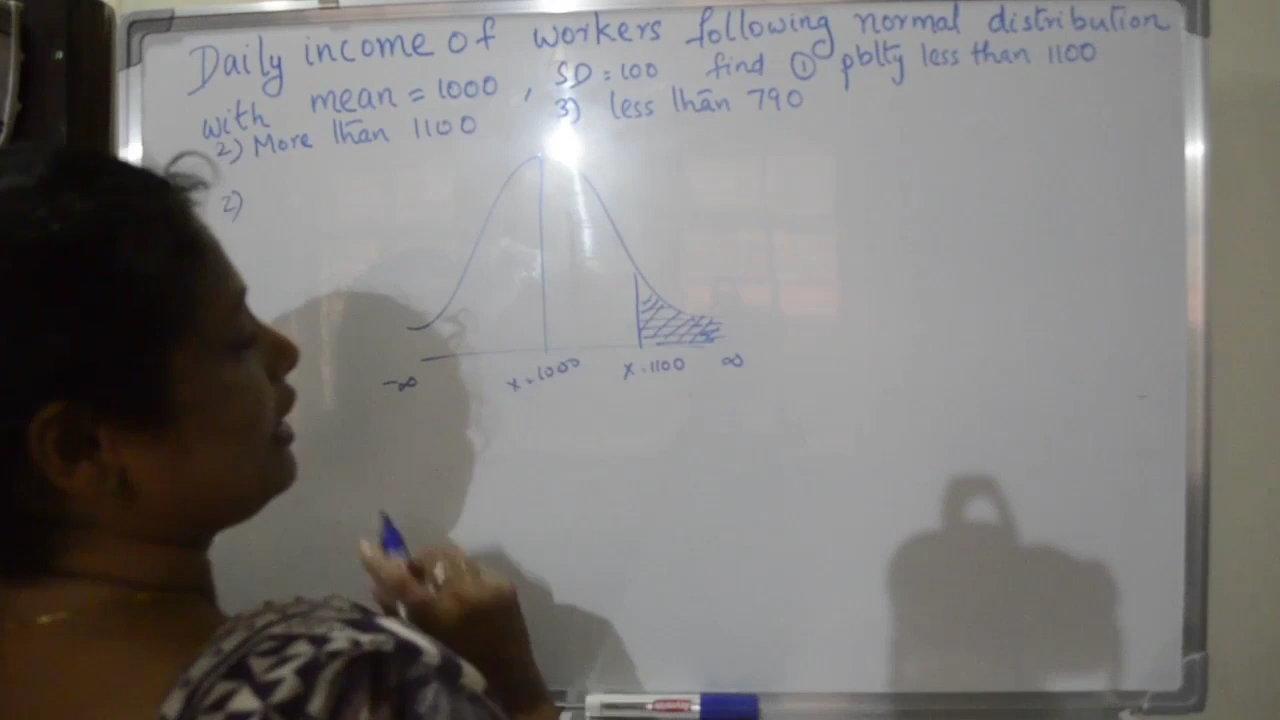 Daily income of workers following normal distribution
with mean = 1000 , SD = 100 find ① pblty less than 1100
2) More than 1100 3) less than 790
2)
-∞ x = 1000 x = 1100 ∞